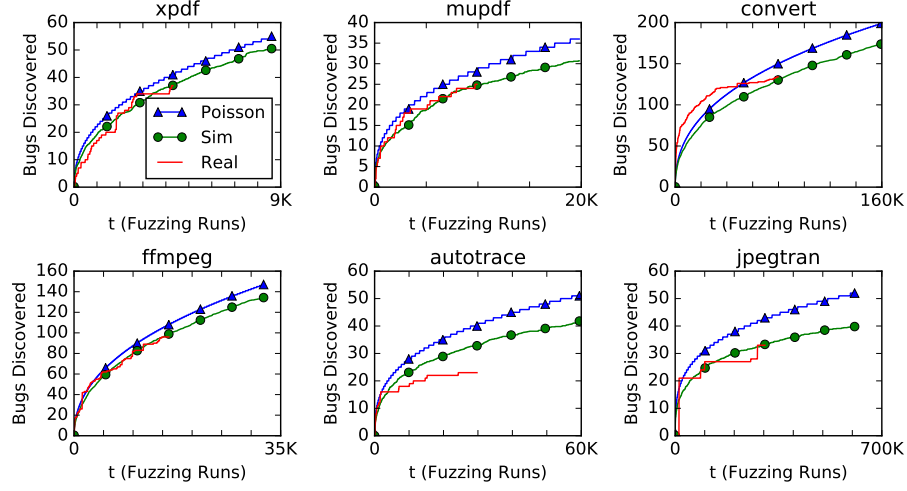 xpdf
60
50
40
30
20
10
0
Bugs Discovered
Poisson
Sim
Real
0
9K
t (Fuzzing Runs)
mupdf
40
35
30
25
20
15
10
5
0
Bugs Discovered
0
20K
t (Fuzzing Runs)
convert
200
150
100
50
0
Bugs Discovered
0
160K
t (Fuzzing Runs)
ffmpeg
160
140
120
100
80
60
40
20
0
Bugs Discovered
0
35K
t (Fuzzing Runs)
autotrace
60
50
40
30
20
10
0
Bugs Discovered
0
60K
t (Fuzzing Runs)
jpegtran
60
50
40
30
20
10
0
Bugs Discovered
0
700K
t (Fuzzing Runs)